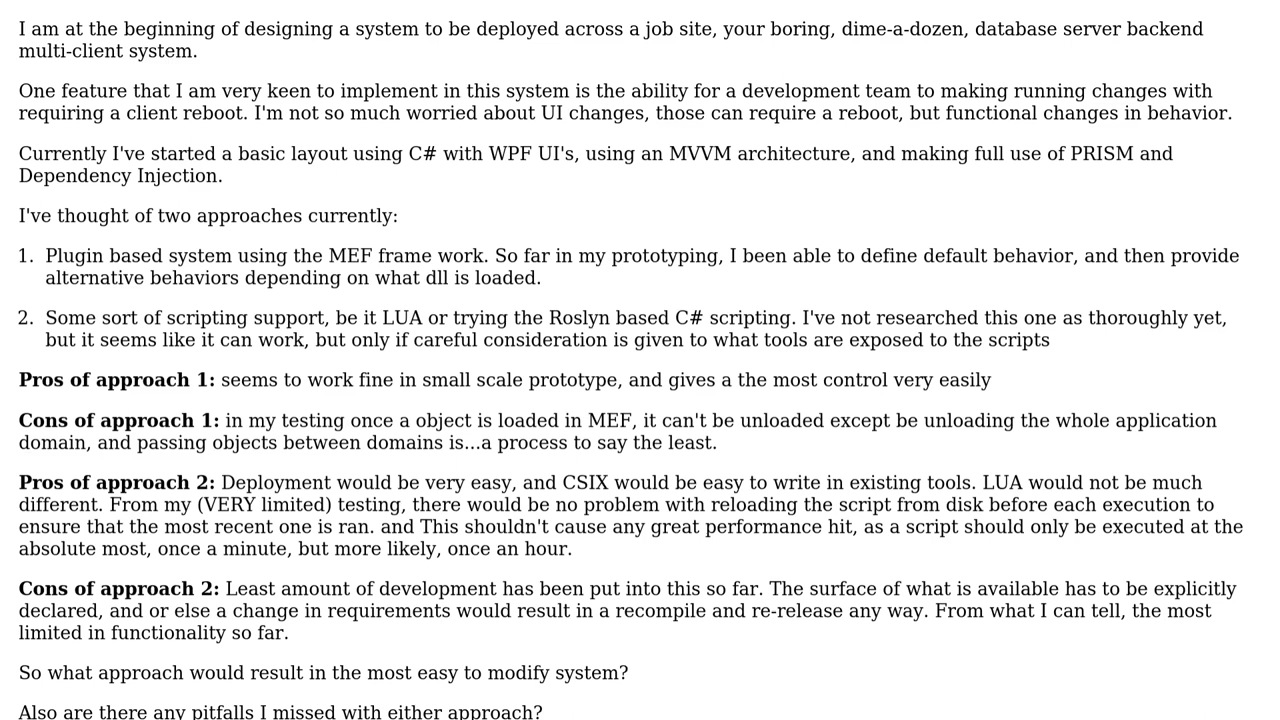 I am at the beginning of designing a system to be deployed across a job site, your boring, dime-a-dozen, database server backend
multi-client system.
One feature that I am very keen to implement in this system is the ability for a development team to making running changes with
requiring a client reboot. I'm not so much worried about UI changes, those can require a reboot, but functional changes in behavior.
Currently I've started a basic layout using C# with WPF UI's, using an MVVM architecture, and making full use of PRISM and
Dependency Injection.
I've thought of two approaches currently:
1. Plugin based system using the MEF frame work. So far in my prototyping, I been able to define default behavior, and then provide
alternative behaviors depending on what dll is loaded.
2. Some sort of scripting support, be it LUA or trying the Roslyn based C# scripting. I've not researched this one as thoroughly yet,
but it seems like it can work, but only if careful consideration is given to what tools are exposed to the scripts
Pros of approach 1: seems to work fine in small scale prototype, and gives a the most control very easily
Cons of approach 1: in my testing once a object is loaded in MEF, it can't be unloaded except be unloading the whole application
domain, and passing objects between domains is...a process to say the least.
Pros of approach 2: Deployment would be very easy, and CSIX would be easy to write in existing tools. LUA would not be much
different. From my (VERY limited) testing, there would be no problem with reloading the script from disk before each execution to
ensure that the most recent one is ran. and This shouldn't cause any great performance hit, as a script should only be executed at the
absolute most, once a minute, but more likely, once an hour.
Cons of approach 2: Least amount of development has been put into this so far. The surface of what is available has to be explicitly
declared, and or else a change in requirements would result in a recompile and re-release any way. From what I can tell, the most
limited in functionality so far.
So what approach would result in the most easy to modify system?
Also are there any pitfalls I missed with either approach?